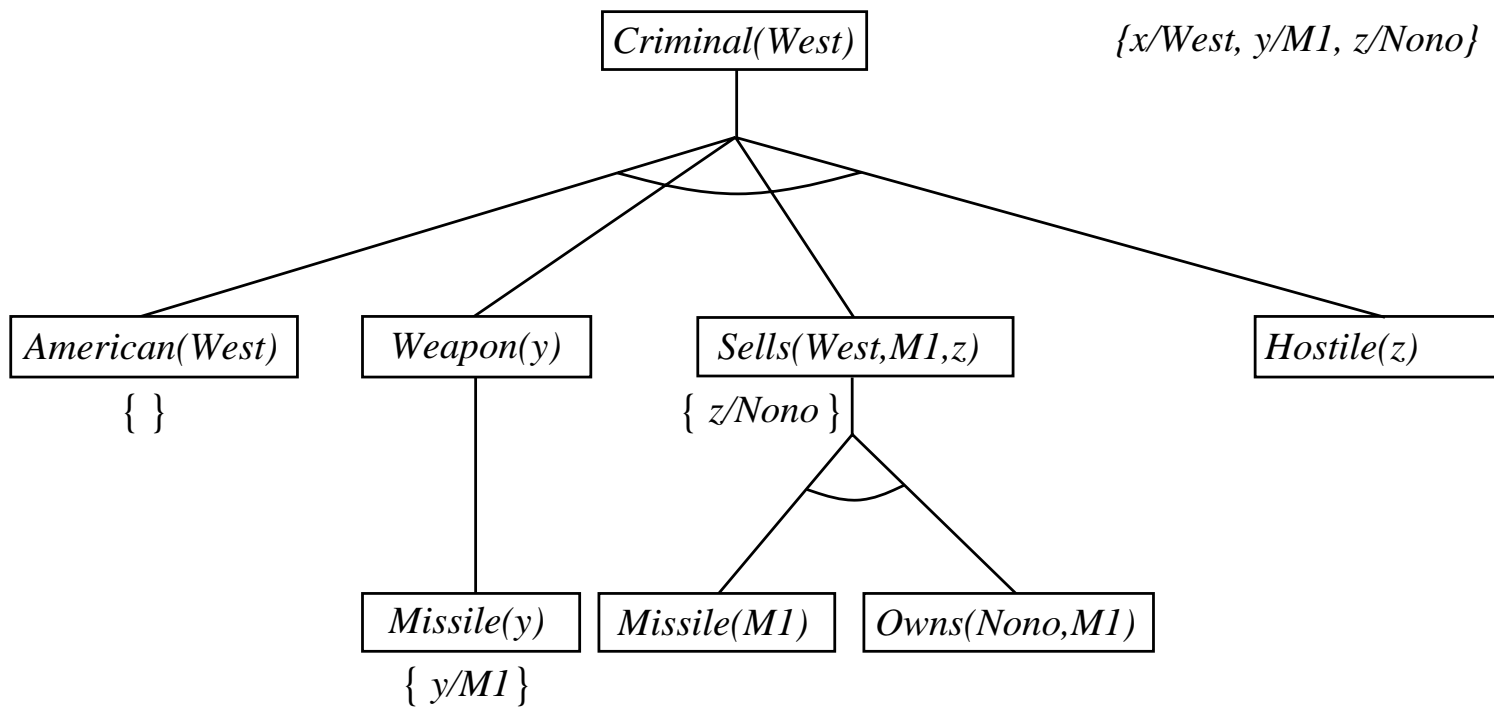 Criminal(West) {x/West, y/M1, z/Nono}
American(West) Weapon(y) Sells(West,M1,z) Hostile(z)
{ } { z/Nono }
Missile(y) Missile(M1) Owns(Nono,M1)
{ y/M1 }